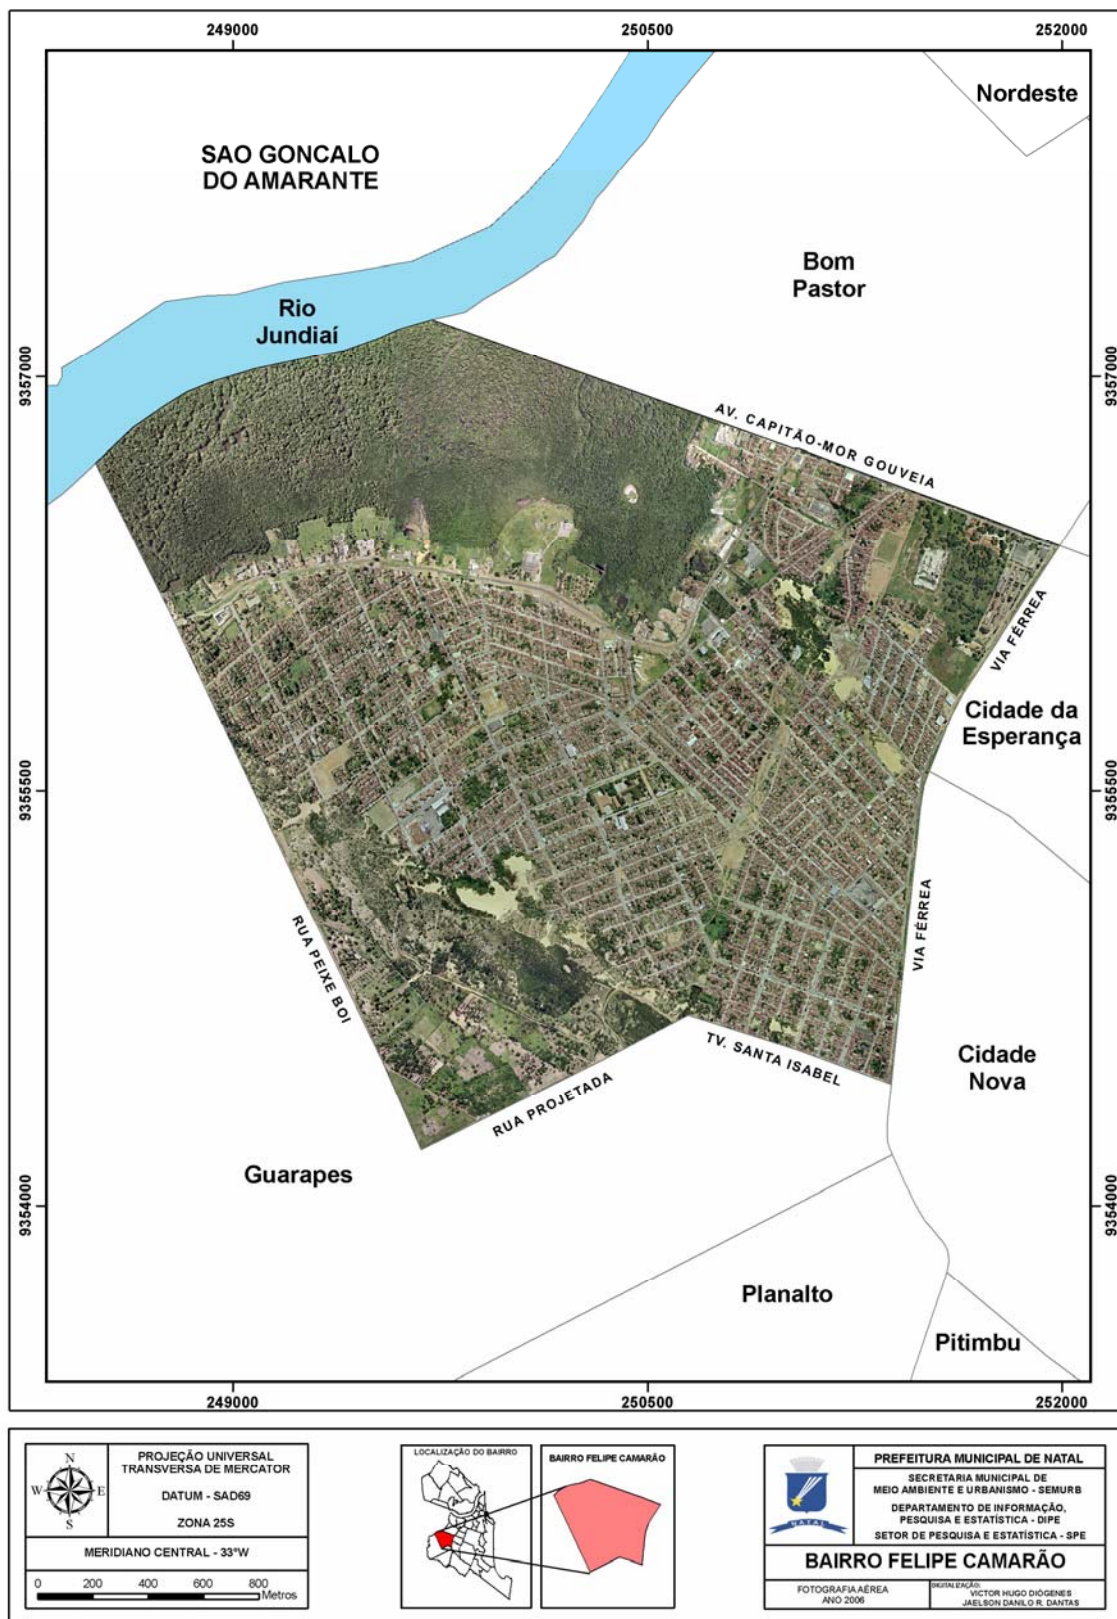 249000
250500
252000
Nordeste
SAO GONCALO
DO AMARANTE
Bom
Pastor
Rio
Jundiaí
9357000
9357000
AV. CAPITÃO-MOR GOUVEIA
VIA FÉRREA
Cidade da
Esperança
9355500
9355500
RUA PEIXE BOI
VIA FÉRREA
TV. SANTA ISABEL
RUA PROJETADA
Cidade
Nova
Guarapes
9354000
9354000
Planalto
Pitimbu
249000
250500
252000
N
W
E
S
PROJEÇÃO UNIVERSAL
TRANSVERSA DE MERCATOR
DATUM - SAD69
ZONA 25S
MERIDIANO CENTRAL - 33°W
0 200 400 600 800
Metros
LOCALIZAÇÃO DO BAIRRO
BAIRRO FELIPE CAMARÃO
NATAL
PREFEITURA MUNICIPAL DE NATAL
SECRETARIA MUNICIPAL DE
MEIO AMBIENTE E URBANISMO - SEMURB
DEPARTAMENTO DE INFORMAÇÃO,
PESQUISA E ESTATÍSTICA - DIPE
SETOR DE PESQUISA E ESTATÍSTICA - SPE
BAIRRO FELIPE CAMARÃO
FOTOGRAFIA AÉREA
ANO 2006
DIGITALIZAÇÃO:
VICTOR HUGO DIÓGENES
JAELSON DANILO R. DANTAS